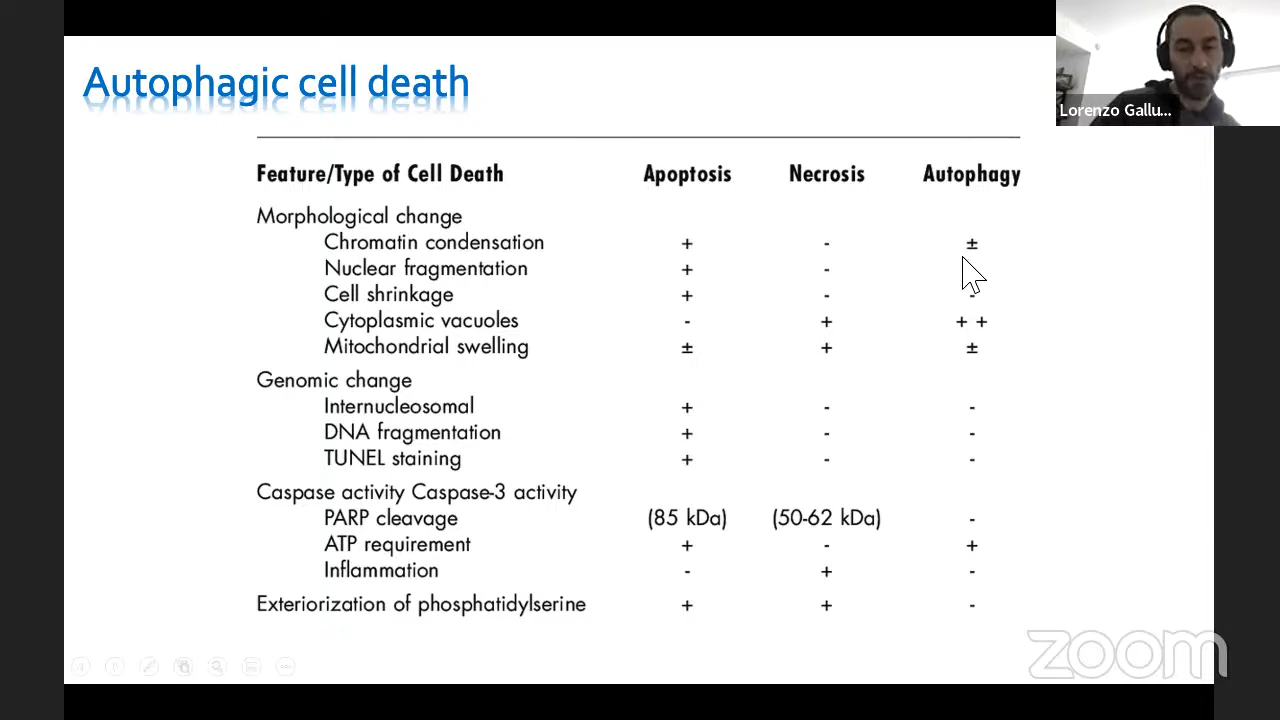 Autophagic cell death
Lorenzo Gallu...
Feature/Type of Cell Death Apoptosis Necrosis Autophagy
Morphological change
Chromatin condensation + - ±
Nuclear fragmentation + -
Cell shrinkage + - -
Cytoplasmic vacuoles - + + +
Mitochondrial swelling ± + ±
Genomic change
Internucleosomal + - -
DNA fragmentation + - -
TUNEL staining + - -
Caspase activity Caspase-3 activity
PARP cleavage (85 kDa) (50-62 kDa) -
ATP requirement + - +
Inflammation - + -
Exteriorization of phosphatidylserine + + -
zoom